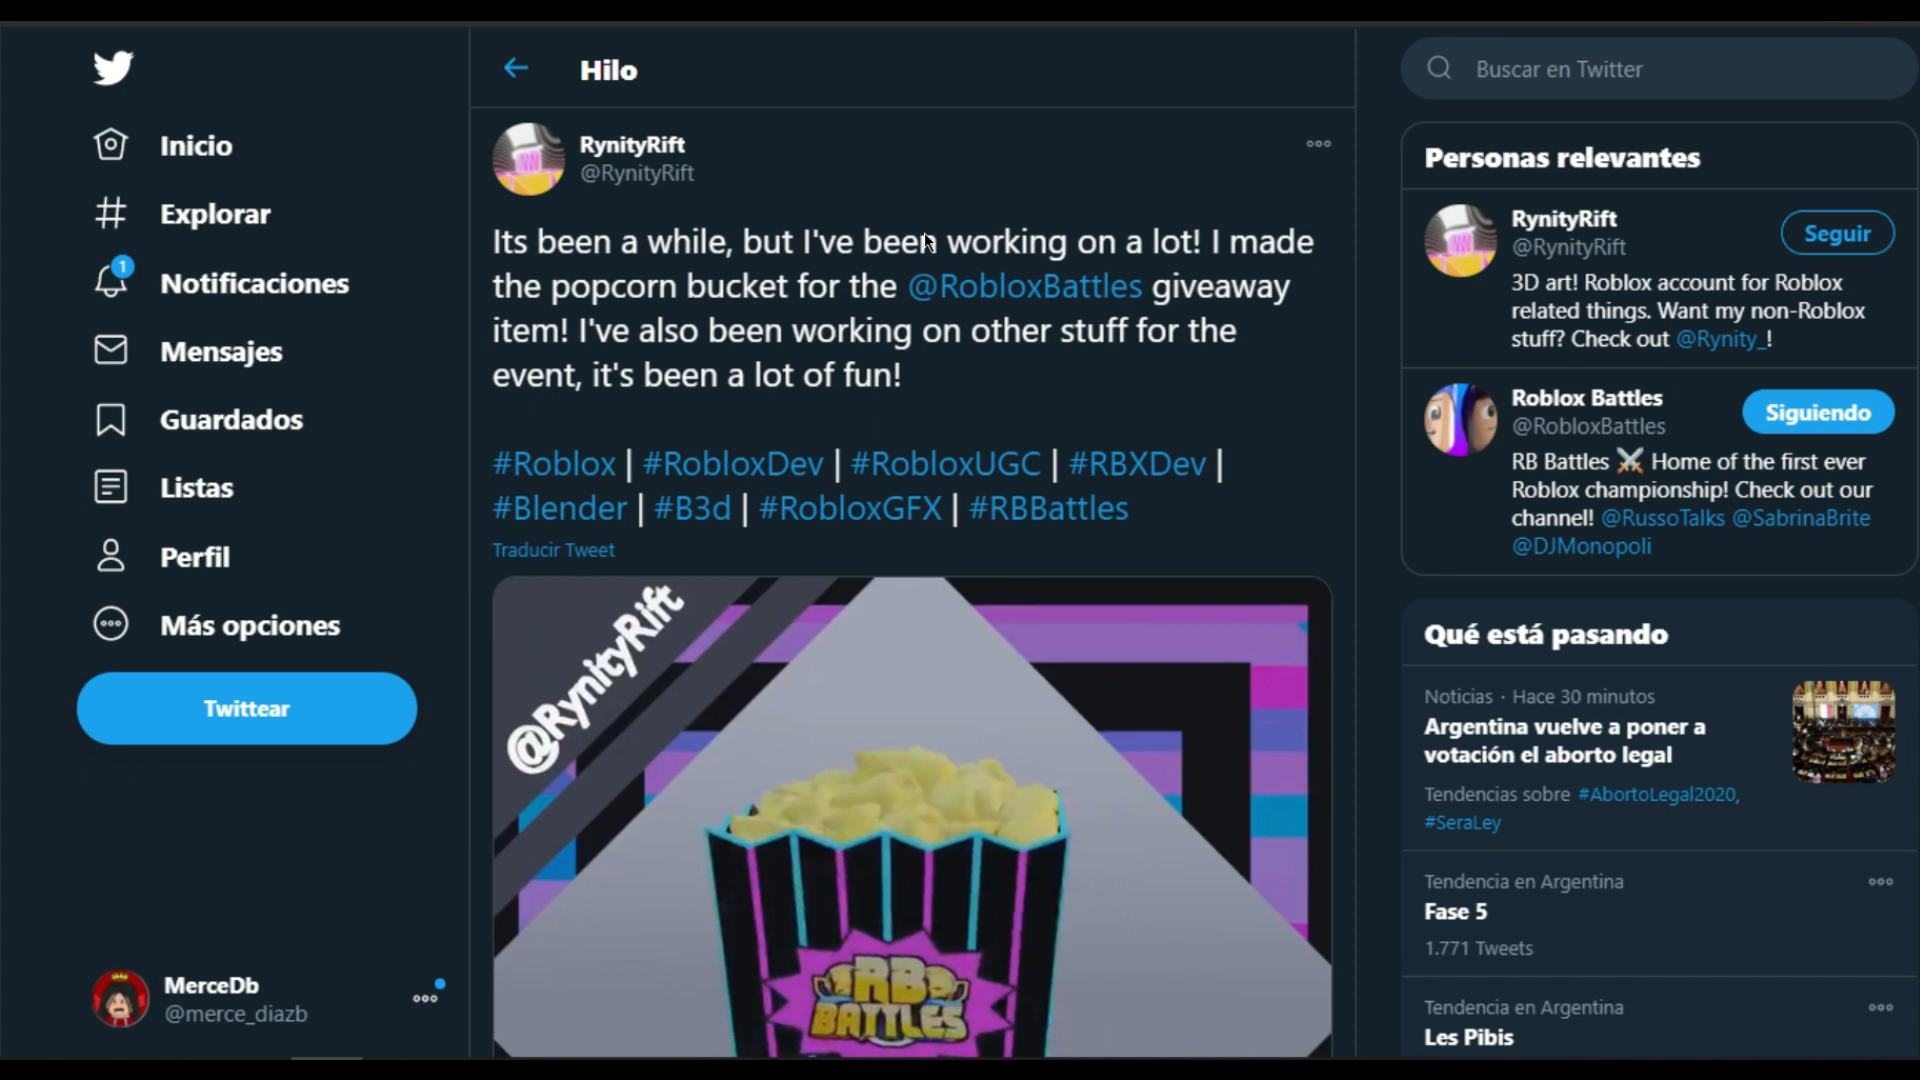 Inicio
Explorar
1
Notificaciones
Mensajes
Guardados
Listas
Perfil
Más opciones
Twittear
MerceDb
@merce_diazb
Hilo
RynityRift
@RynityRift
Its been a while, but I've been working on a lot! I made
the popcorn bucket for the @RobloxBattles giveaway
item! I've also been working on other stuff for the
event, it's been a lot of fun!
#Roblox | #RobloxDev | #RobloxUGC | #RBXDev |
#Blender | #B3d | #RobloxGFX | #RBBattles
Traducir Tweet
@RynityRift
RB
BATTLES
Buscar en Twitter
Personas relevantes
RynityRift
@RynityRift
Seguir
3D art! Roblox account for Roblox
related things. Want my non-Roblox
stuff? Check out @Rynity_!
Roblox Battles
@RobloxBattles
Siguiendo
RB Battles ⚔️ Home of the first ever
Roblox championship! Check out our
channel! @RussoTalks @SabrinaBrite
@DJMonopoli
Qué está pasando
Noticias · Hace 30 minutos
Argentina vuelve a poner a
votación el aborto legal
Tendencias sobre #AbortoLegal2020,
#SeraLey
Tendencia en Argentina
Fase 5
1.771 Tweets
Tendencia en Argentina
Les Pibis